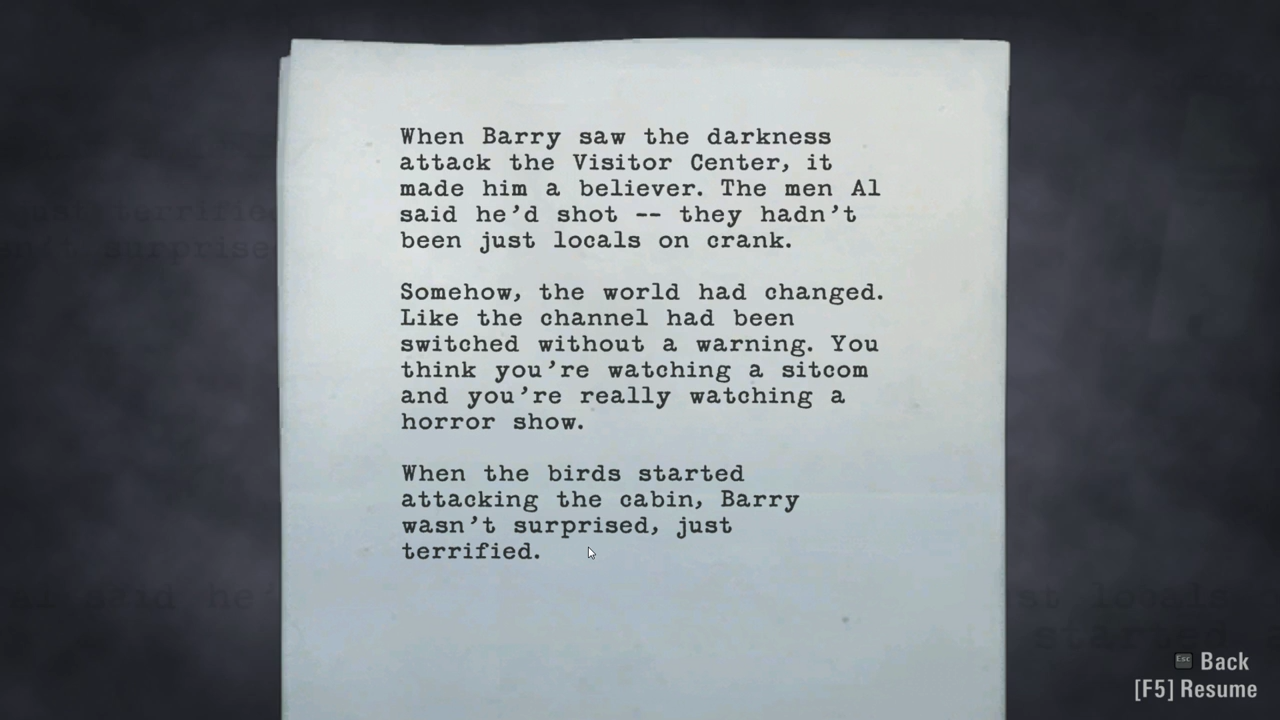 When Barry saw the darkness
attack the Visitor Center, it
made him a believer. The men Al
said he’d shot -- they hadn’t
been just locals on crank.
Somehow, the world had changed.
Like the channel had been
switched without a warning. You
think you’re watching a sitcom
and you’re really watching a
horror show.
When the birds started
attacking the cabin, Barry
wasn’t surprised, just
terrified.
Esc Back
[F5] Resume